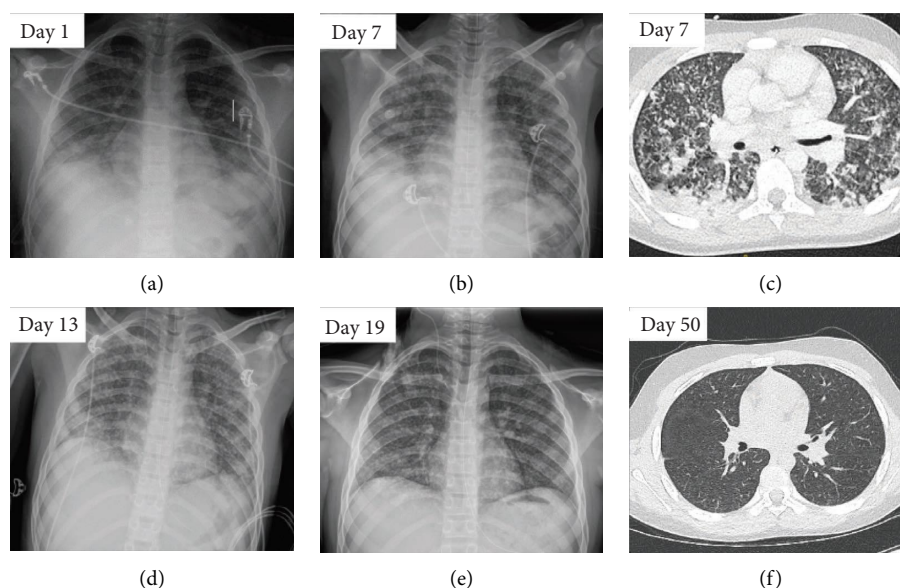 Day 1
Day 7
Day 7
(a)
(b)
(c)
Day 13
Day 19
Day 50
(d)
(e)
(f)